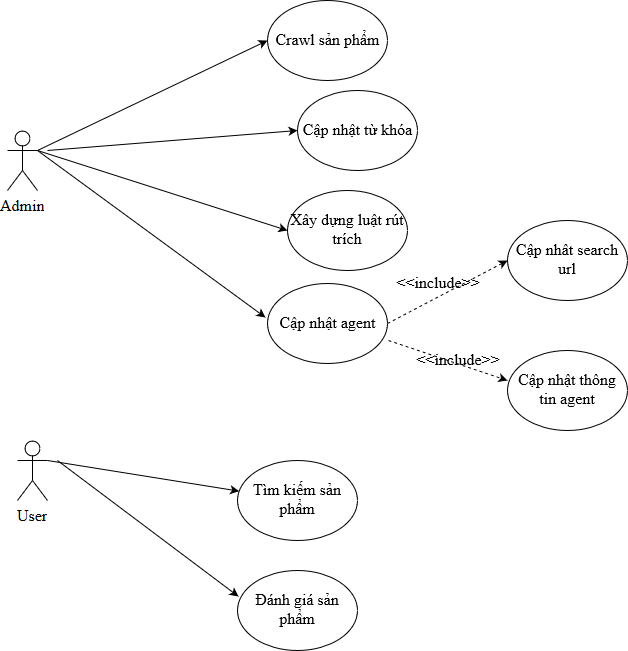 Crawl sản phẩm
Cập nhật từ khóa
Admin
Xây dựng luật rút
trích
Cập nhât search
url
<<include>>
Cập nhật agent
<<include>>
Cập nhật thông
tin agent
Tìm kiếm sản
phẩm
User
Đánh giá sản
phẩm